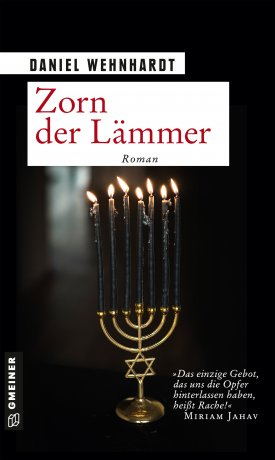 DANIEL WEHNHARDT
Zorn
der Lämmer
Roman
»Das einzige Gebot,
das uns die Opfer
hinterlassen haben,
heißt Rache!«
MIRIAM JAHAV
GMEINER